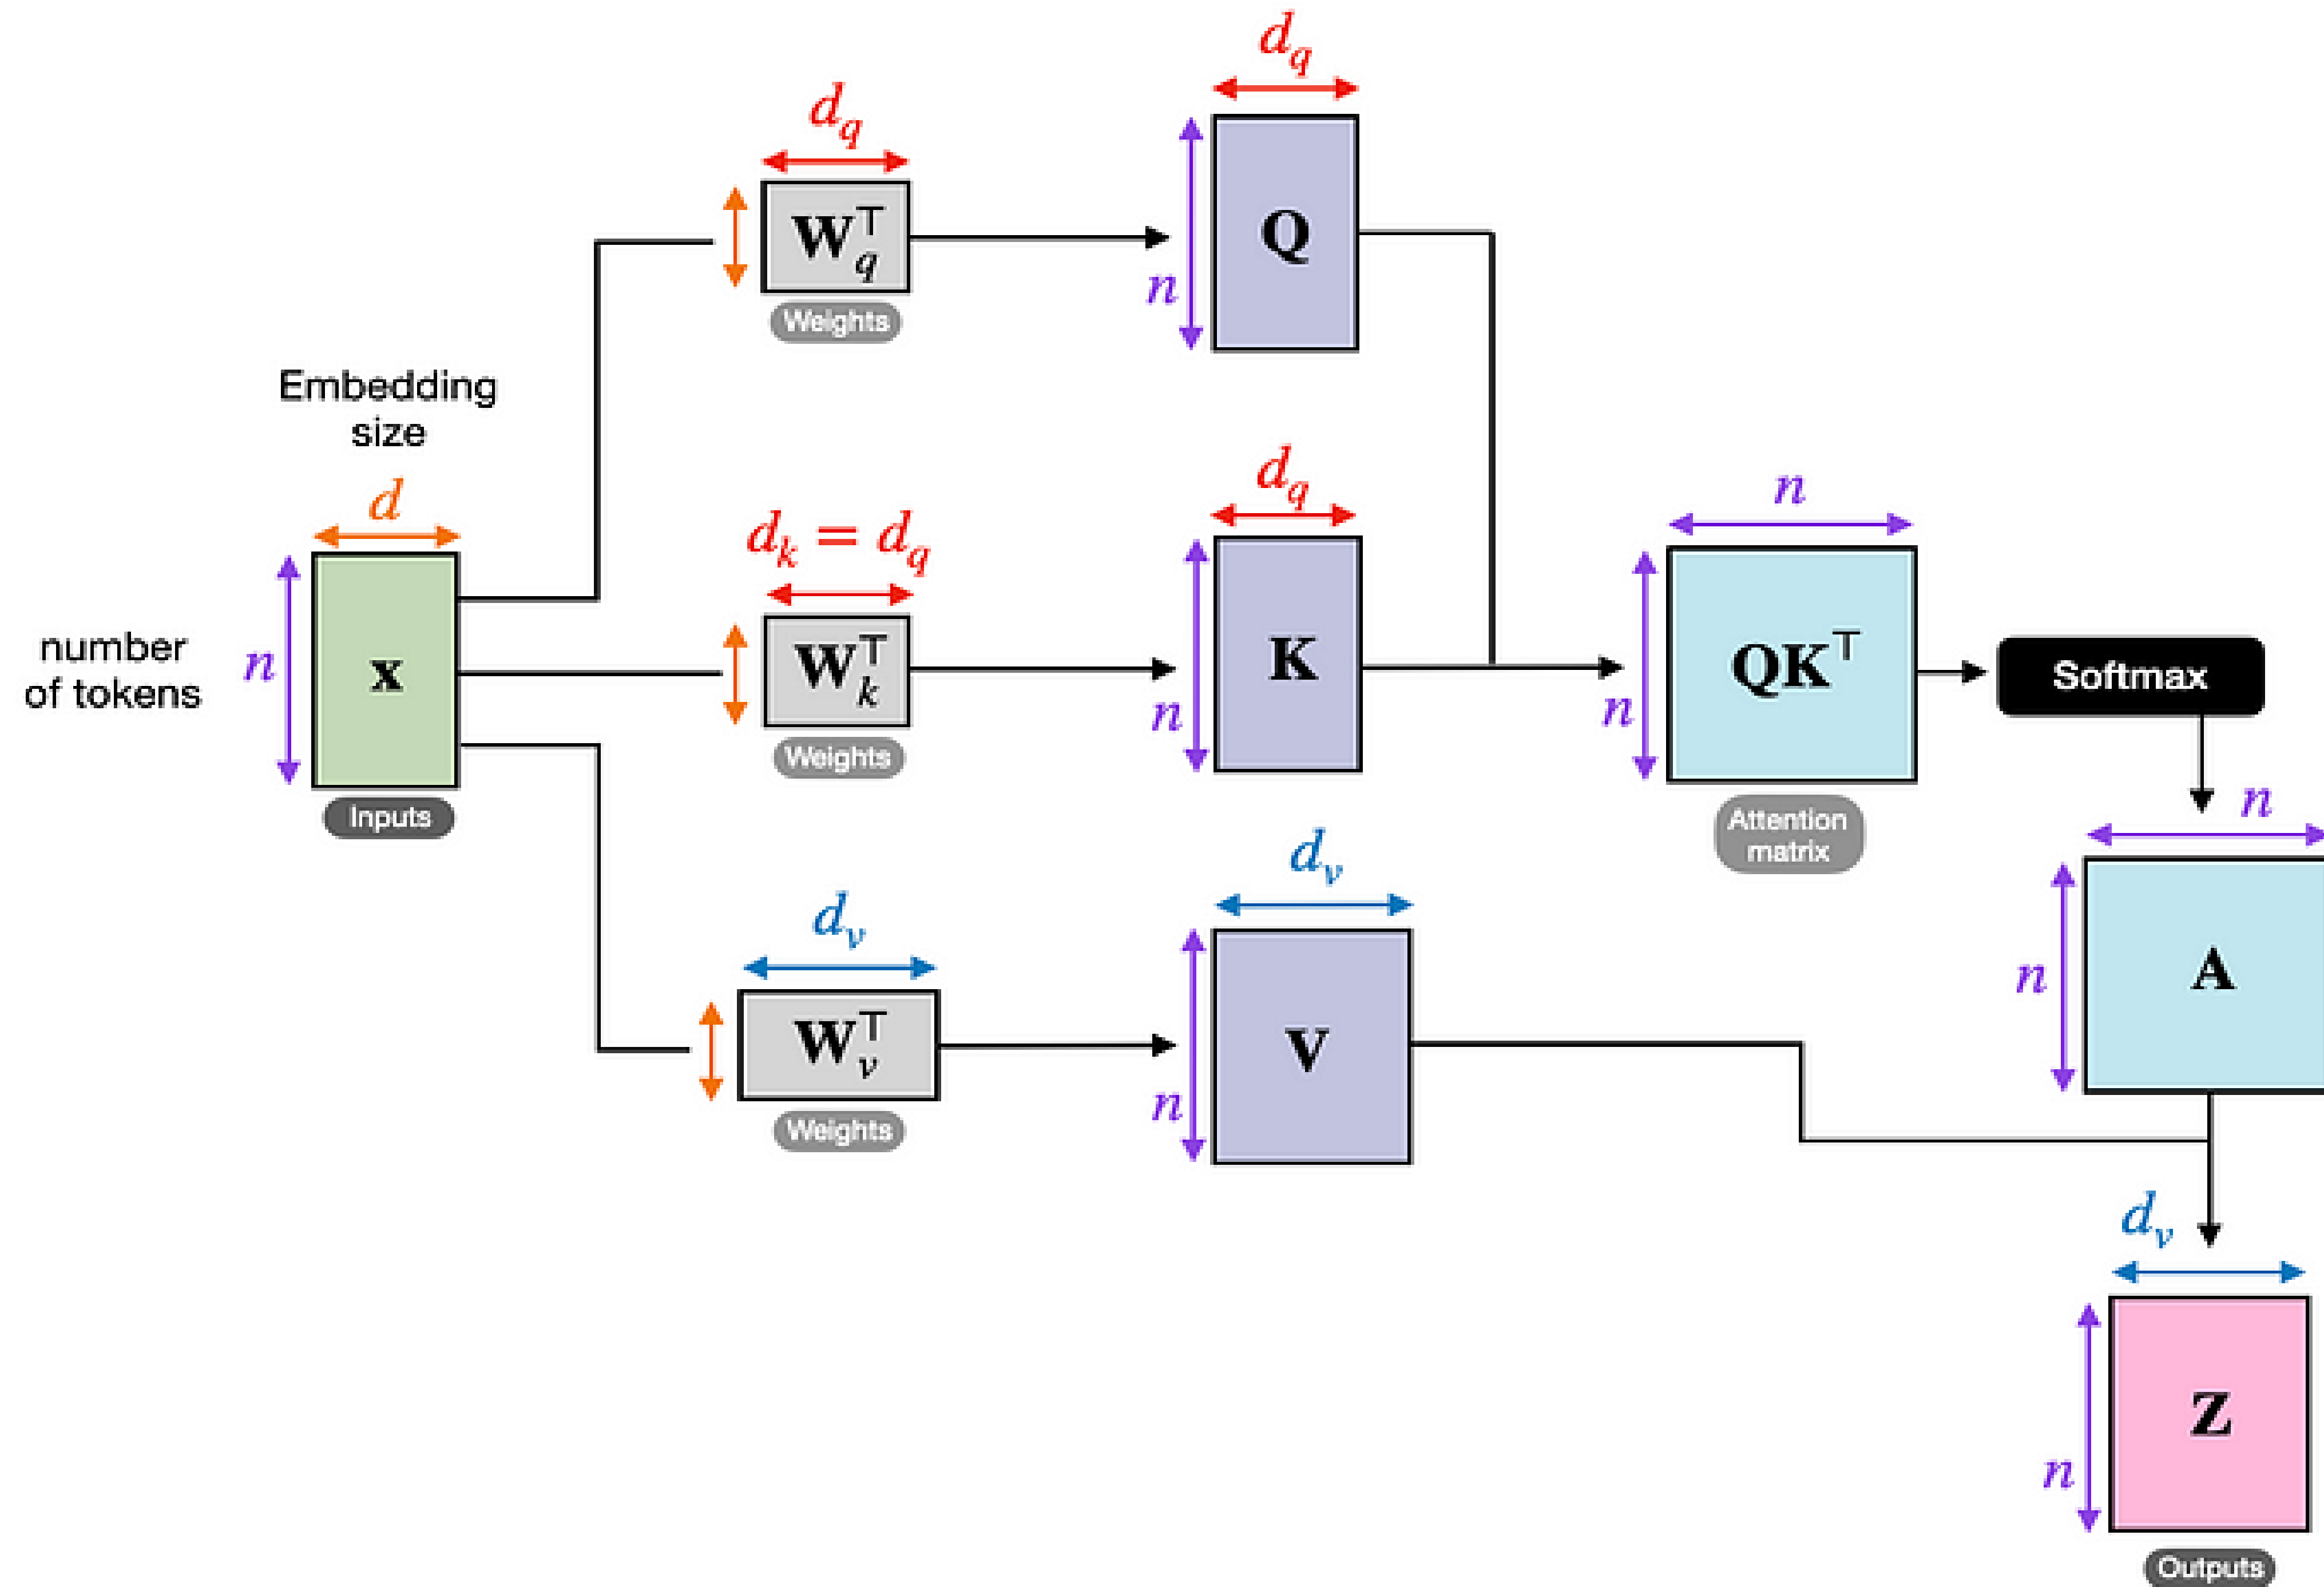 d_q
d_q
W_q^⊤
Q
Weights
n
Embedding
size
d
d_k = d_q
d_q
n
number
of tokens
n
x
W_k^⊤
K
QK^⊤
Softmax
n
n
Weights
Inputs
Attention
matrix
n
d_v
d_v
W_v^⊤
V
n
A
n
Weights
d_v
Z
n
Outputs